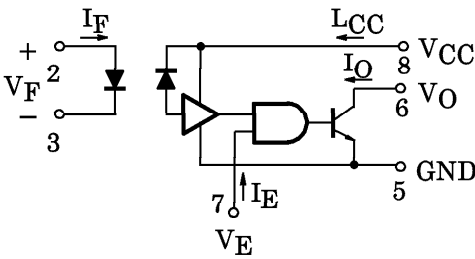 I_F
L_CC
+
2
8
V_CC
V_F
I_O
6
V_O
−
3
5
GND
7
I_E
V_E